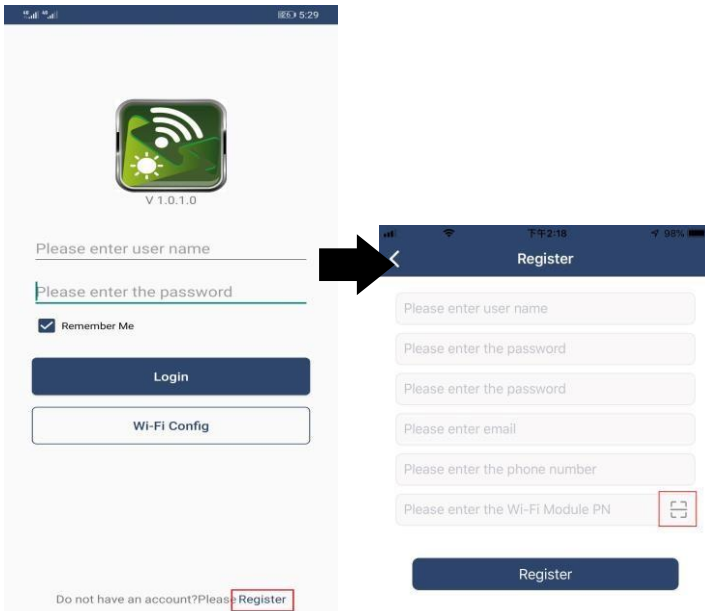 5:29
V 1.0.1.0
Please enter user name
Please enter the password
Remember Me
Login
Wi-Fi Config
Do not have an account?Please Register
下午2:18
98%
Register
Please enter user name
Please enter the password
Please enter the password
Please enter email
Please enter the phone number
Please enter the Wi-Fi Module PN
Register